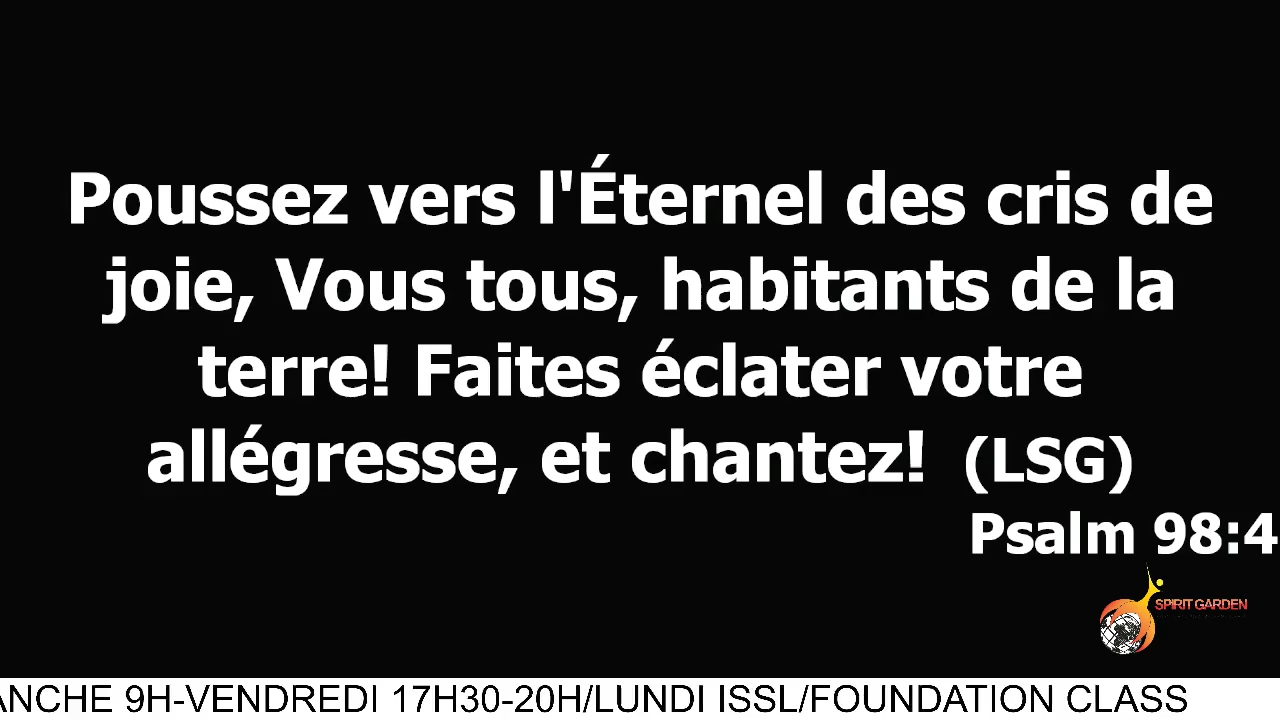 Poussez vers l'Éternel des cris de
joie, Vous tous, habitants de la
terre! Faites éclater votre
allégresse, et chantez!  (LSG)
Psalm 98:4
SPIRIT GARDEN
ANCHE 9H-VENDREDI 17H30-20H/LUNDI ISSL/FOUNDATION CLASS